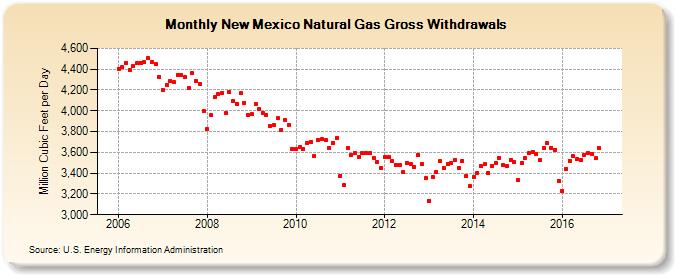 Monthly New Mexico Natural Gas Gross Withdrawals
Million Cubic Feet per Day
4,600
4,400
4,200
4,000
3,800
3,600
3,400
3,200
3,000
2006 2008 2010 2012 2014 2016
Source: U.S. Energy Information Administration